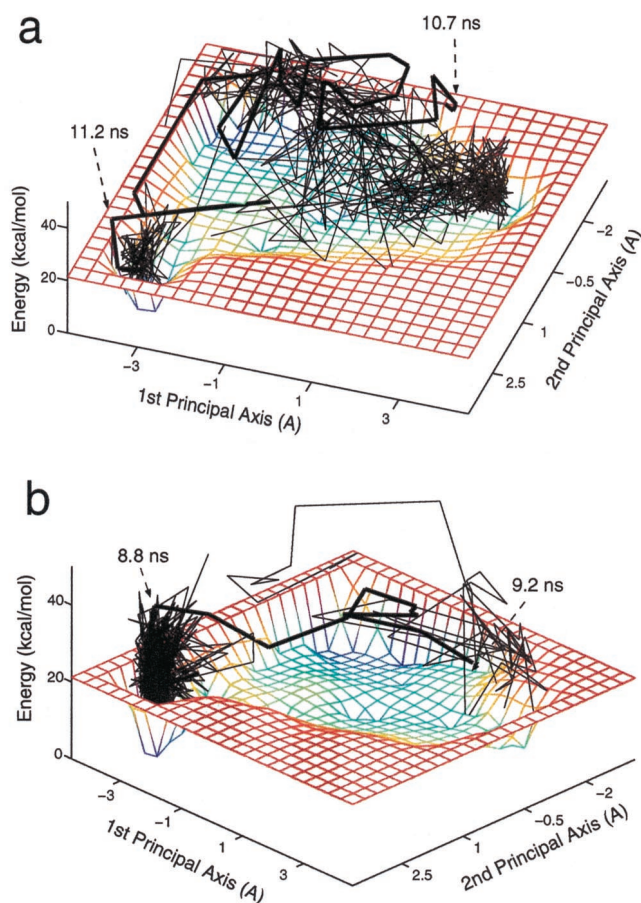 a
10.7 ns
11.2 ns
Energy (kcal/mol)
40
20
0
-3
-1
1
3
1st Principal Axis (A)
-2
-0.5
1
2.5
2nd Principal Axis (A)
b
8.8 ns
9.2 ns
Energy (kcal/mol)
40
20
0
-3
-1
1
3
1st Principal Axis (A)
-2
-0.5
1
2.5
2nd Principal Axis (A)